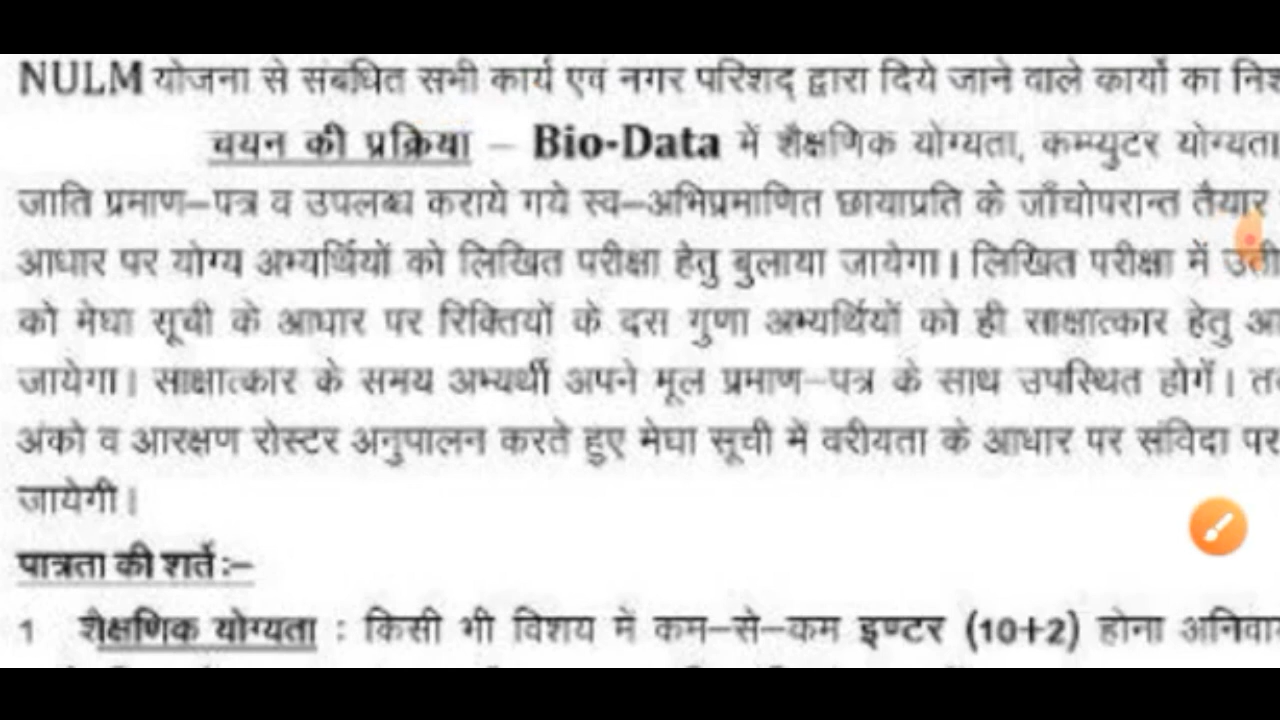 NULM योजना से संबधित सभी कार्य एवं नगर परिशद् द्वारा दिये जाने वाले कार्यो का
चयन की प्रक्रिया – Bio-Data में शैक्षणिक योग्यता, कम्प्युटर योग्यता
जाति प्रमाण–पत्र व उपलब्ध कराये गये स्व–अभिप्रमाणित छायाप्रति के जाँचोपरान्त तैयार
आधार पर योग्य अभ्यर्थियों को लिखित परीक्षा हेतु बुलाया जायेगा। लिखित परीक्षा में
को मेघा सूची के आधार पर रिक्तियों के दस गुणा अभ्यर्थियों को ही साक्षात्कार हेतु
जायेगा। साक्षात्कार के समय अभ्यर्थी अपने मूल प्रमाण–पत्र के साथ उपस्थित होगें।
अंको व आरक्षण रोस्टर अनुपालन करते हुए मेघा सूची में वरीयता के आधार पर संविदा पर
जायेगी।
पात्रता की शर्ते :–
1 शैक्षणिक योग्यता : किसी भी विशय में कम–से–कम इण्टर (10+2) होना